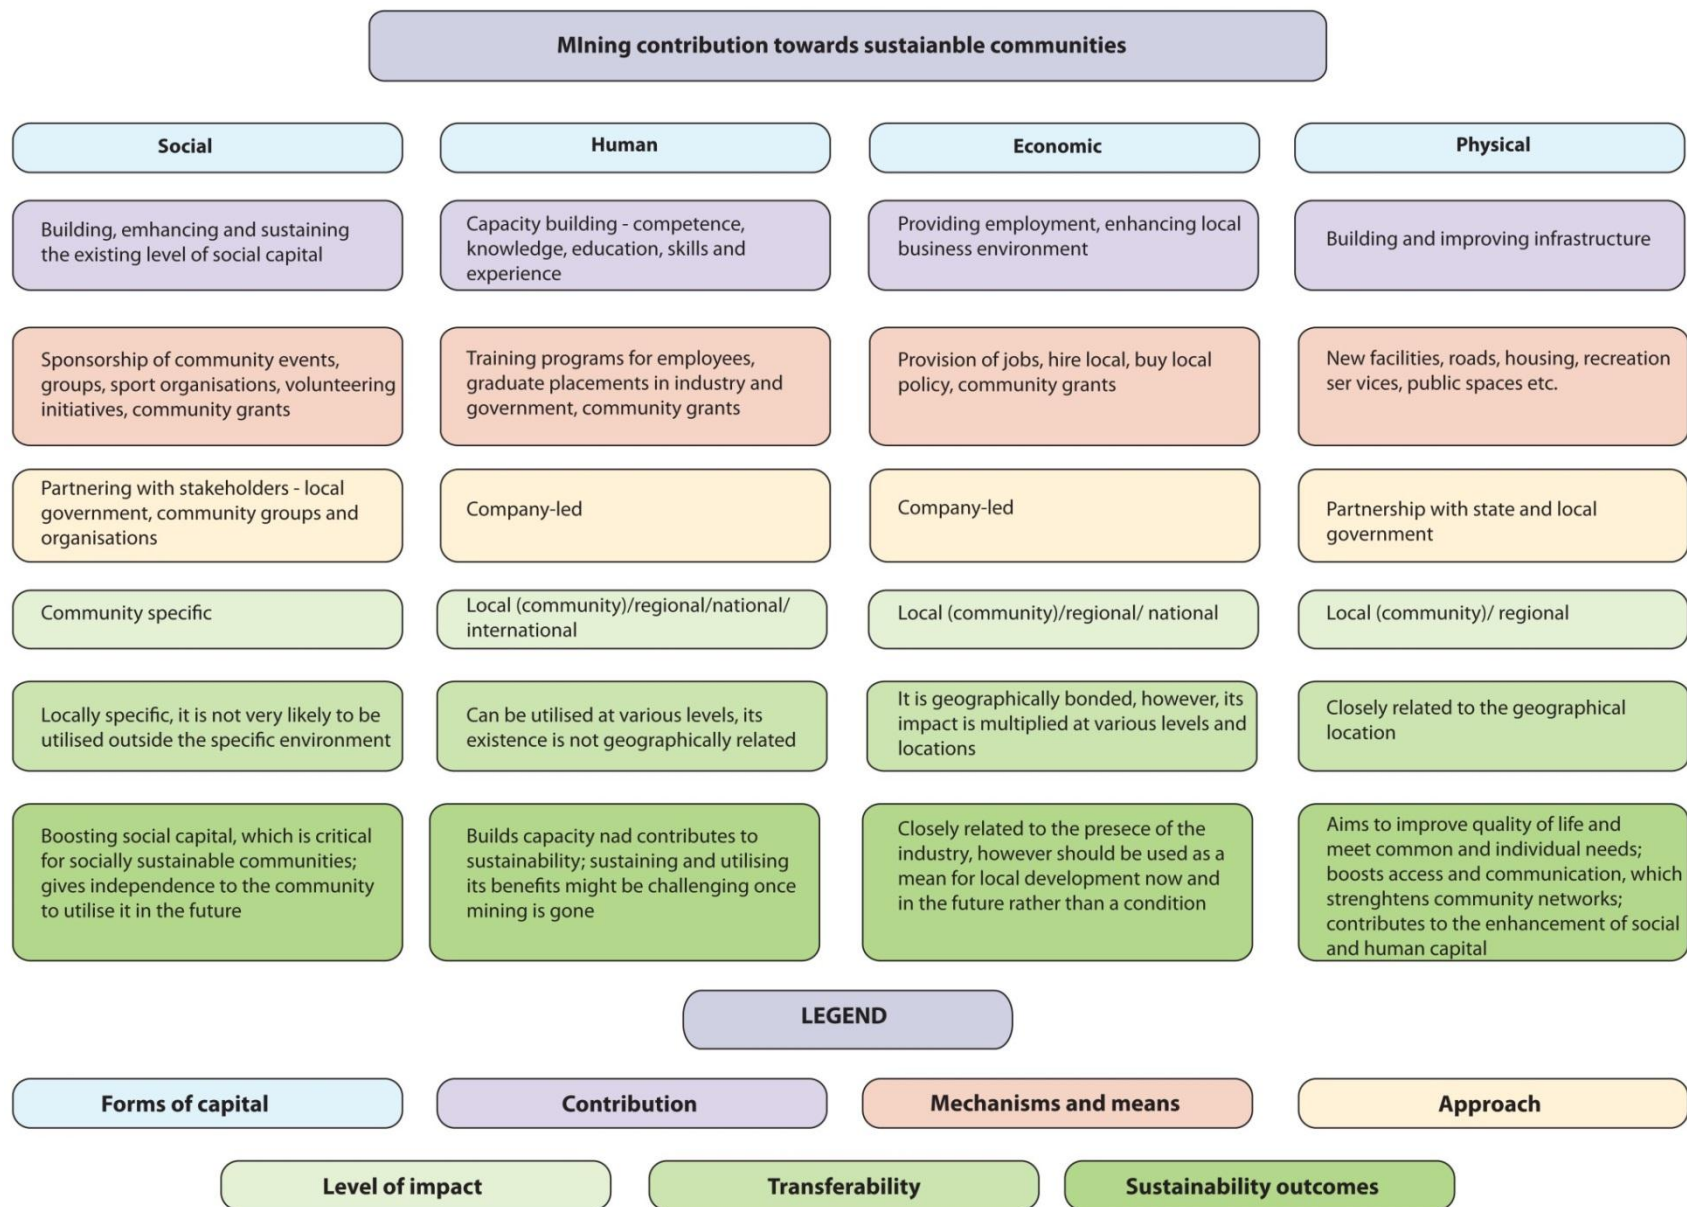 MIning contribution towards sustaianble communities
Social
Human
Economic
Physical
Building, emhancing and sustaining
the existing level of social capital
Capacity building - competence,
knowledge, education, skills and
experience
Providing employment, enhancing local
business environment
Building and improving infrastructure
Sponsorship of community events,
groups, sport organisations, volunteering
initiatives, community grants
Training programs for employees,
graduate placements in industry and
government, community grants
Provision of jobs, hire local, buy local
policy, community grants
New facilities, roads, housing, recreation
ser vices, public spaces etc.
Partnering with stakeholders - local
government, community groups and
organisations
Company-led
Company-led
Partnership with state and local
government
Community specific
Local (community)/regional/national/
international
Local (community)/regional/ national
Local (community)/ regional
Locally specific, it is not very likely to be
utilised outside the specific environment
Can be utilised at various levels, its
existence is not geographically related
It is geographically bonded, however, its
impact is multiplied at various levels and
locations
Closely related to the geographical
location
Boosting social capital, which is critical
for socially sustainable communities;
gives independence to the community
to utilise it in the future
Builds capacity nad contributes to
sustainability; sustaining and utilising
its benefits might be challenging once
mining is gone
Closely related to the presece of the
industry, however should be used as a
mean for local development now and
in the future rather than a condition
Aims to improve quality of life and
meet common and individual needs;
boosts access and communication, which
strenghtens community networks;
contributes to the enhancement of social
and human capital
LEGEND
Forms of capital
Contribution
Mechanisms and means
Approach
Level of impact
Transferability
Sustainability outcomes